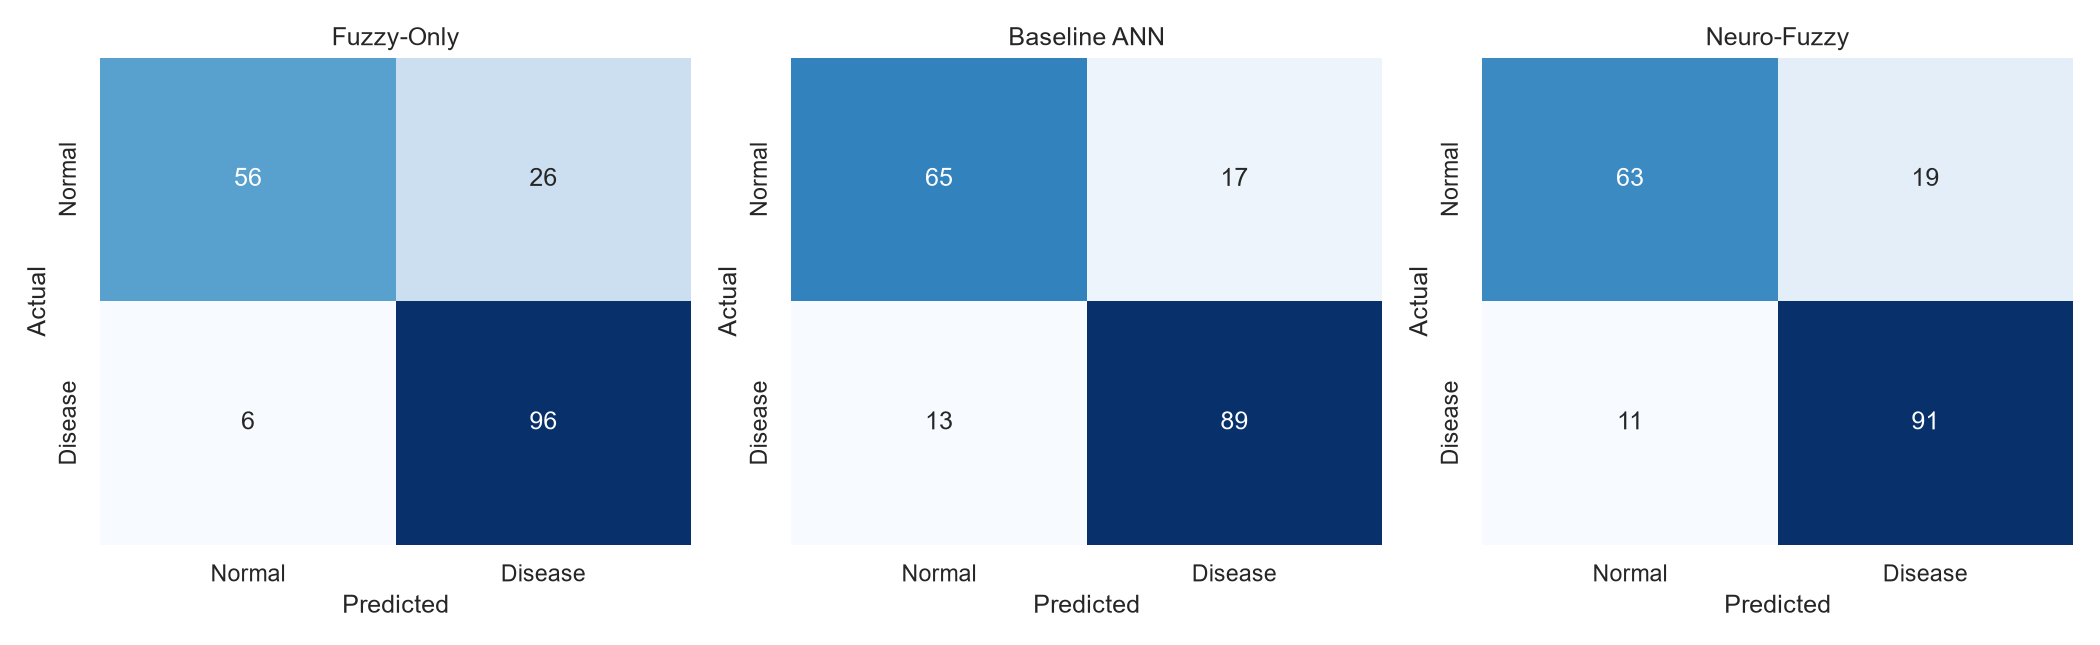 Fuzzy-Only
Normal
56
26
Actual
Disease
6
96
Normal
Disease
Predicted
Baseline ANN
Normal
65
17
Actual
Disease
13
89
Normal
Disease
Predicted
Neuro-Fuzzy
Normal
63
19
Actual
Disease
11
91
Normal
Disease
Predicted